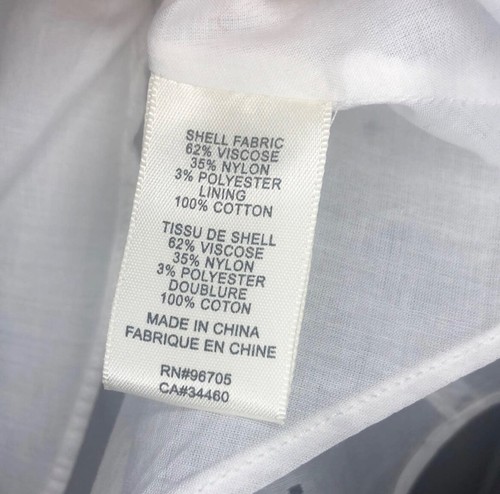 SHELL FABRIC
62% VISCOSE
35% NYLON
3% POLYESTER
LINING
100% COTTON
TISSU DE SHELL
62% VISCOSE
35% NYLON
3% POLYESTER
DOUBLURE
100% COTON
MADE IN CHINA
FABRIQUE EN CHINE
RN#96705
CA#34460